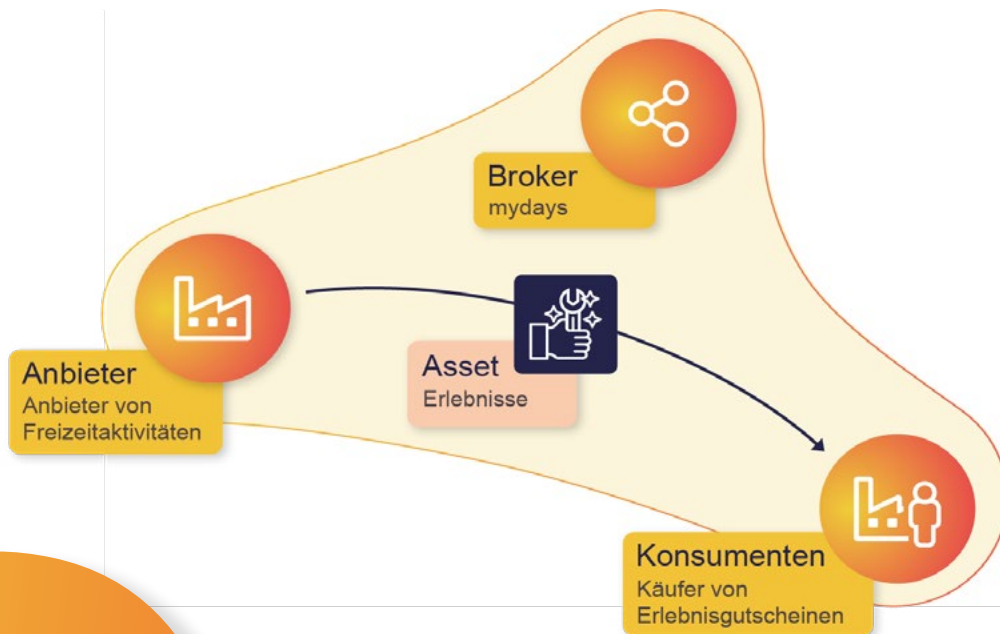 Broker
mydays
Anbieter
Anbieter von
Freizeitaktivitäten
Asset
Erlebnisse
Konsumenten
Käufer von
Erlebnisgutscheinen